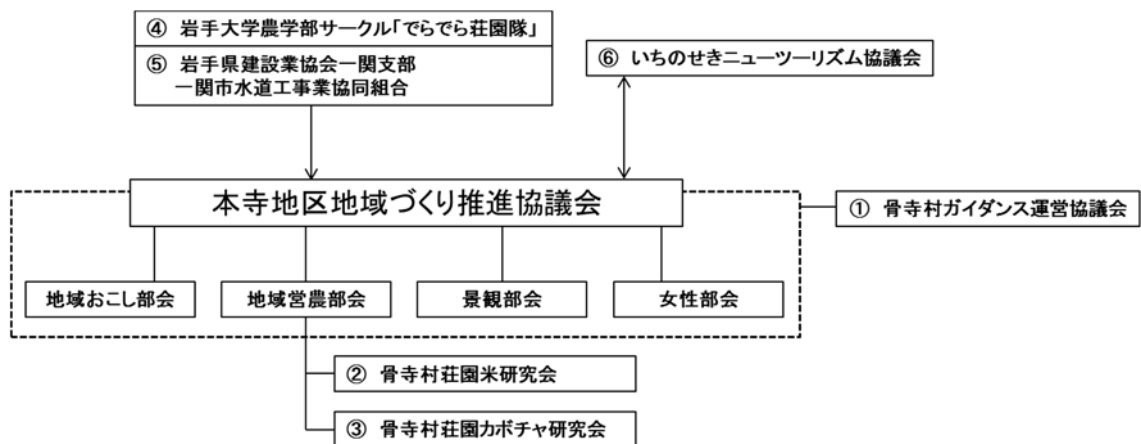 ④ 岩手大学農学部サークル「でらでら荘園隊」
⑤ 岩手県建設業協会一関支部
一関市水道工事業協同組合
⑥ いちのせきニューツーリズム協議会
本寺地区地域づくり推進協議会
① 骨寺村ガイダンス運営協議会
地域おこし部会
地域営農部会
景観部会
女性部会
② 骨寺村荘園米研究会
③ 骨寺村荘園カボチャ研究会